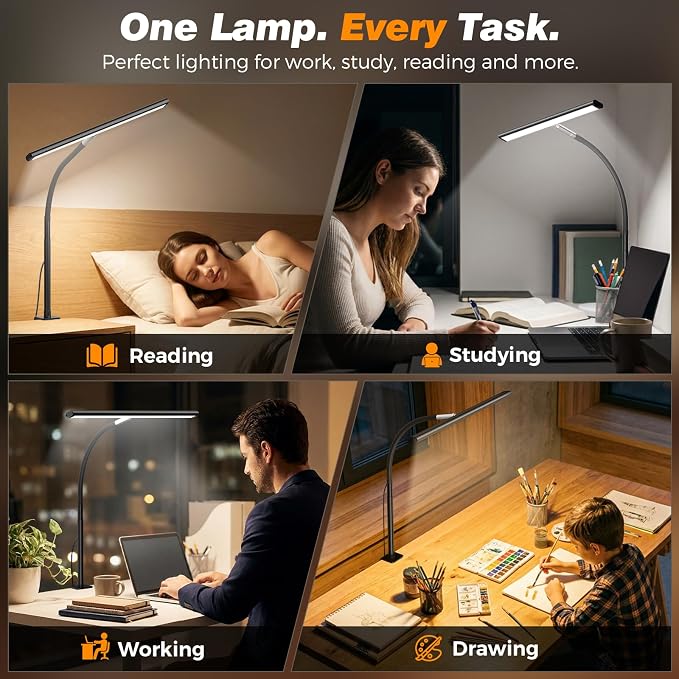 One Lamp. Every Task.
Perfect lighting for work, study, reading and more.
Reading
Studying
Working
Drawing